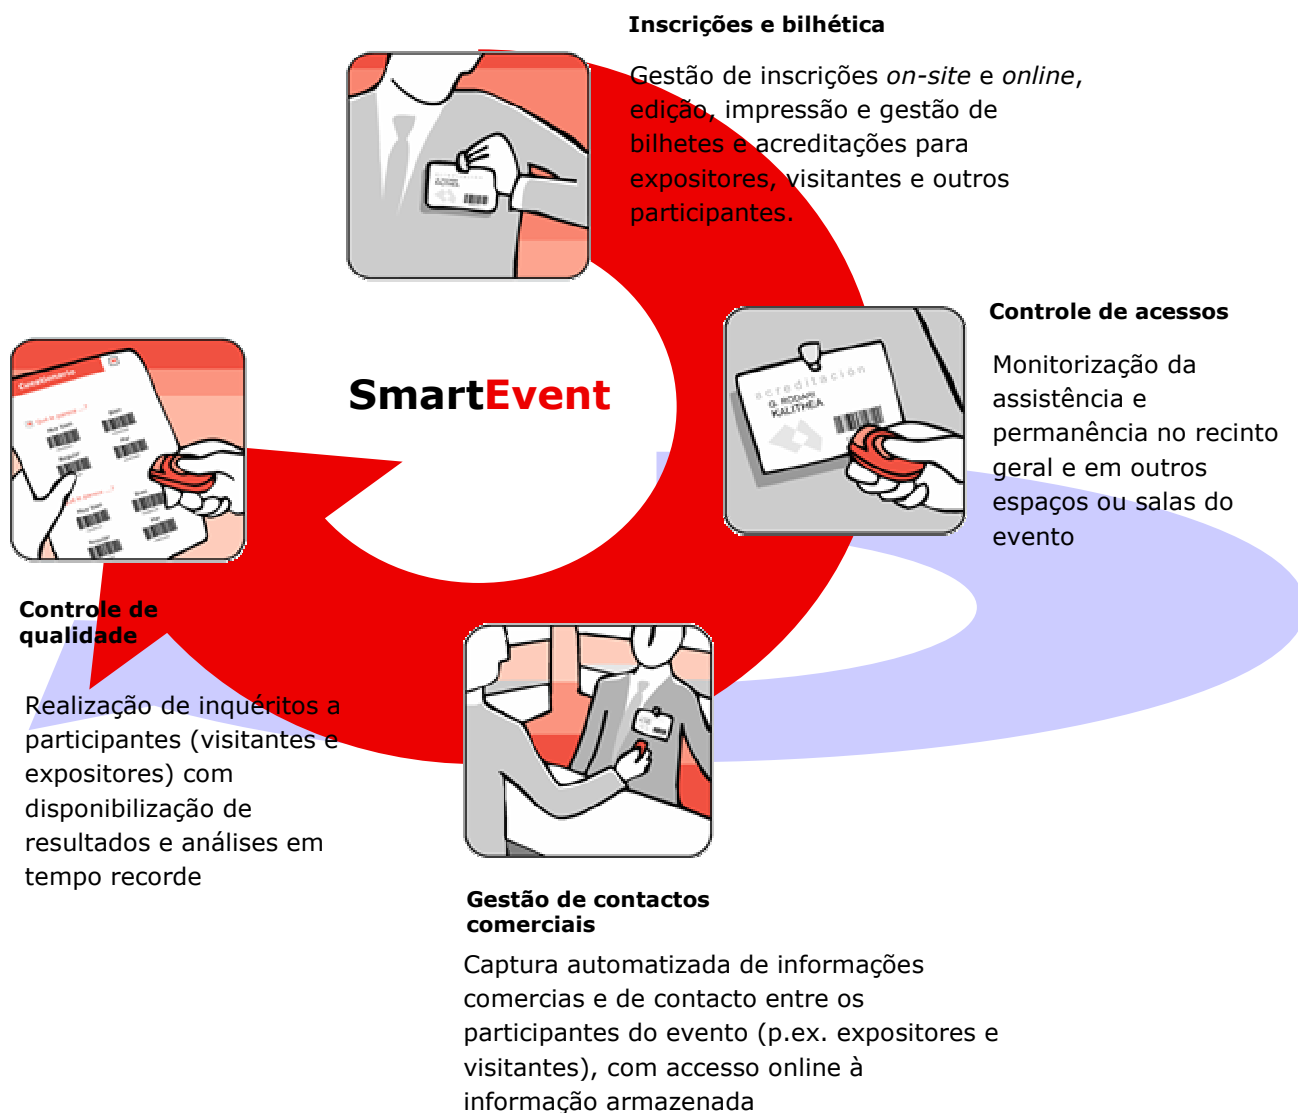 Inscrições e bilhética
Gestão de inscrições on-site e online,
edição, impressão e gestão de
bilhetes e acreditações para
expositores, visitantes e outros
participantes.
SmartEvent
Controle de acessos
Monitorização da
assistência e
permanência no recinto
geral e em outros
espaços ou salas do
evento
acreditación
G. RODARI
KALITHEA
Cuestionario
Controle de
qualidade
Realização de inquéritos a
participantes (visitantes e
expositores) com
disponibilização de
resultados e análises em
tempo recorde
Gestão de contactos
comerciais
Captura automatizada de informações
comercias e de contacto entre os
participantes do evento (p.ex. expositores e
visitantes), com accesso online à
informação armazenada